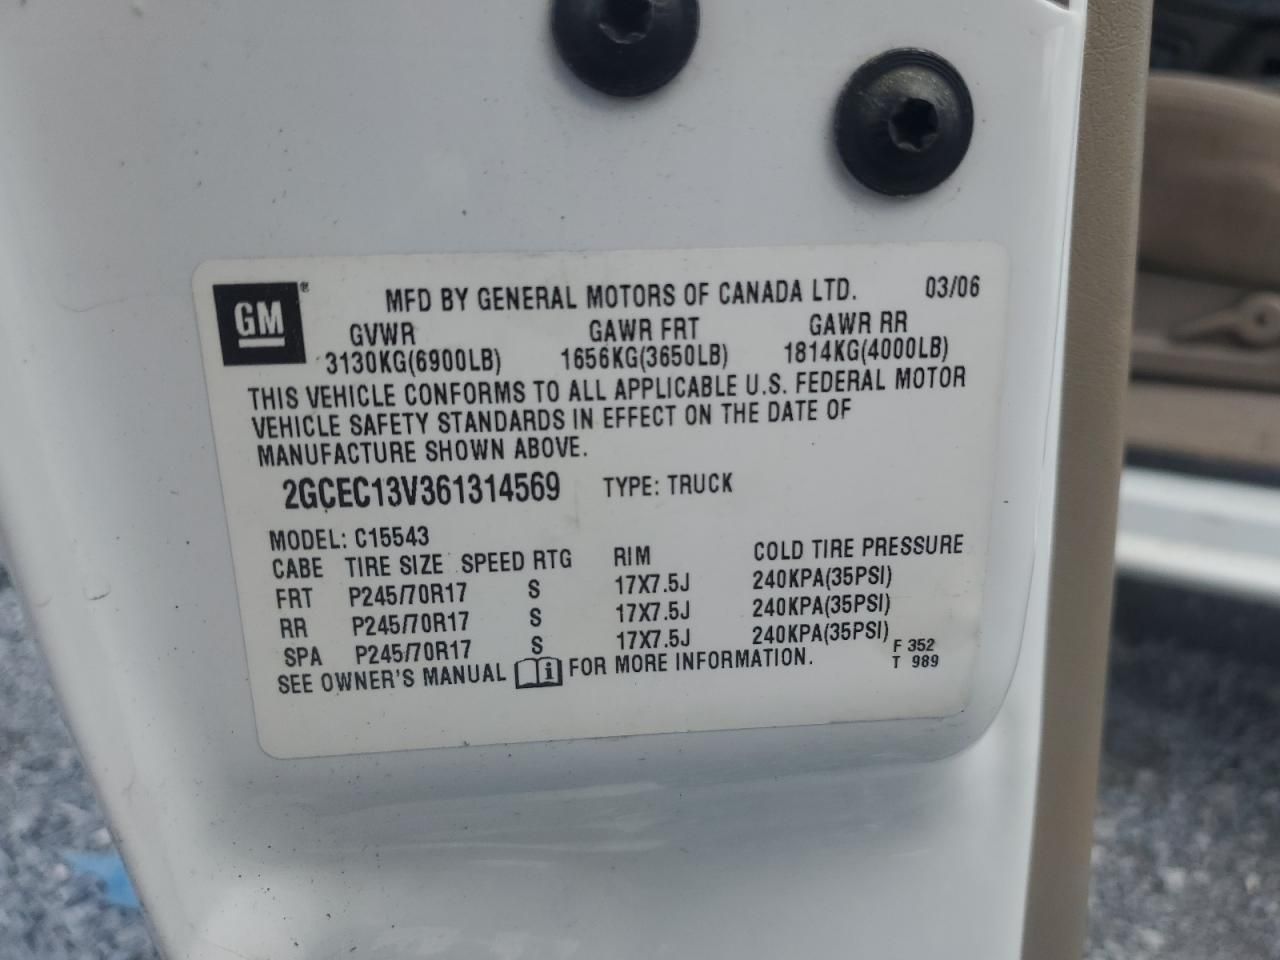 GM®
MFD BY GENERAL MOTORS OF CANADA LTD. 03/06
GVWR GAWR FRT GAWR RR
3130KG(6900LB) 1656KG(3650LB) 1814KG(4000LB)
THIS VEHICLE CONFORMS TO ALL APPLICABLE U.S. FEDERAL MOTOR
VEHICLE SAFETY STANDARDS IN EFFECT ON THE DATE OF
MANUFACTURE SHOWN ABOVE.
2GCEC13V361314569 TYPE: TRUCK
MODEL: C15543
CABE TIRE SIZE SPEED RTG RIM COLD TIRE PRESSURE
FRT P245/70R17 S 17X7.5J 240KPA(35PSI)
RR P245/70R17 S 17X7.5J 240KPA(35PSI)
SPA P245/70R17 S 17X7.5J 240KPA(35PSI)
SEE OWNER'S MANUAL i FOR MORE INFORMATION.
F 352
T 989